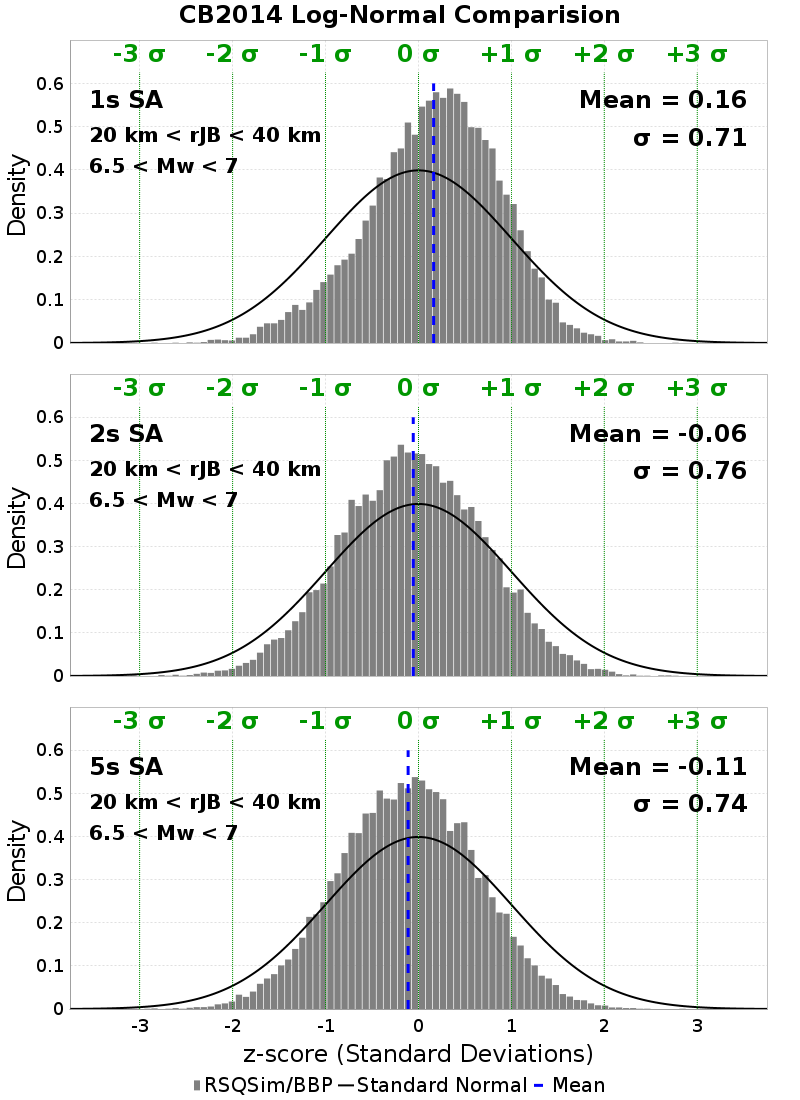 CB2014 Log-Normal Comparision
-3 σ -2 σ -1 σ 0 σ +1 σ +2 σ +3 σ
1s SA
20 km < rJB < 40 km
6.5 < Mw < 7
Mean = 0.16
σ = 0.71
0.6
0.5
0.4
0.3
0.2
0.1
0
Density
-3 σ -2 σ -1 σ 0 σ +1 σ +2 σ +3 σ
2s SA
20 km < rJB < 40 km
6.5 < Mw < 7
Mean = -0.06
σ = 0.76
0.6
0.5
0.4
0.3
0.2
0.1
0
Density
-3 σ -2 σ -1 σ 0 σ +1 σ +2 σ +3 σ
5s SA
20 km < rJB < 40 km
6.5 < Mw < 7
Mean = -0.11
σ = 0.74
0.6
0.5
0.4
0.3
0.2
0.1
0
Density
-3 -2 -1 0 1 2 3
z-score (Standard Deviations)
RSQSim/BBP Standard Normal Mean